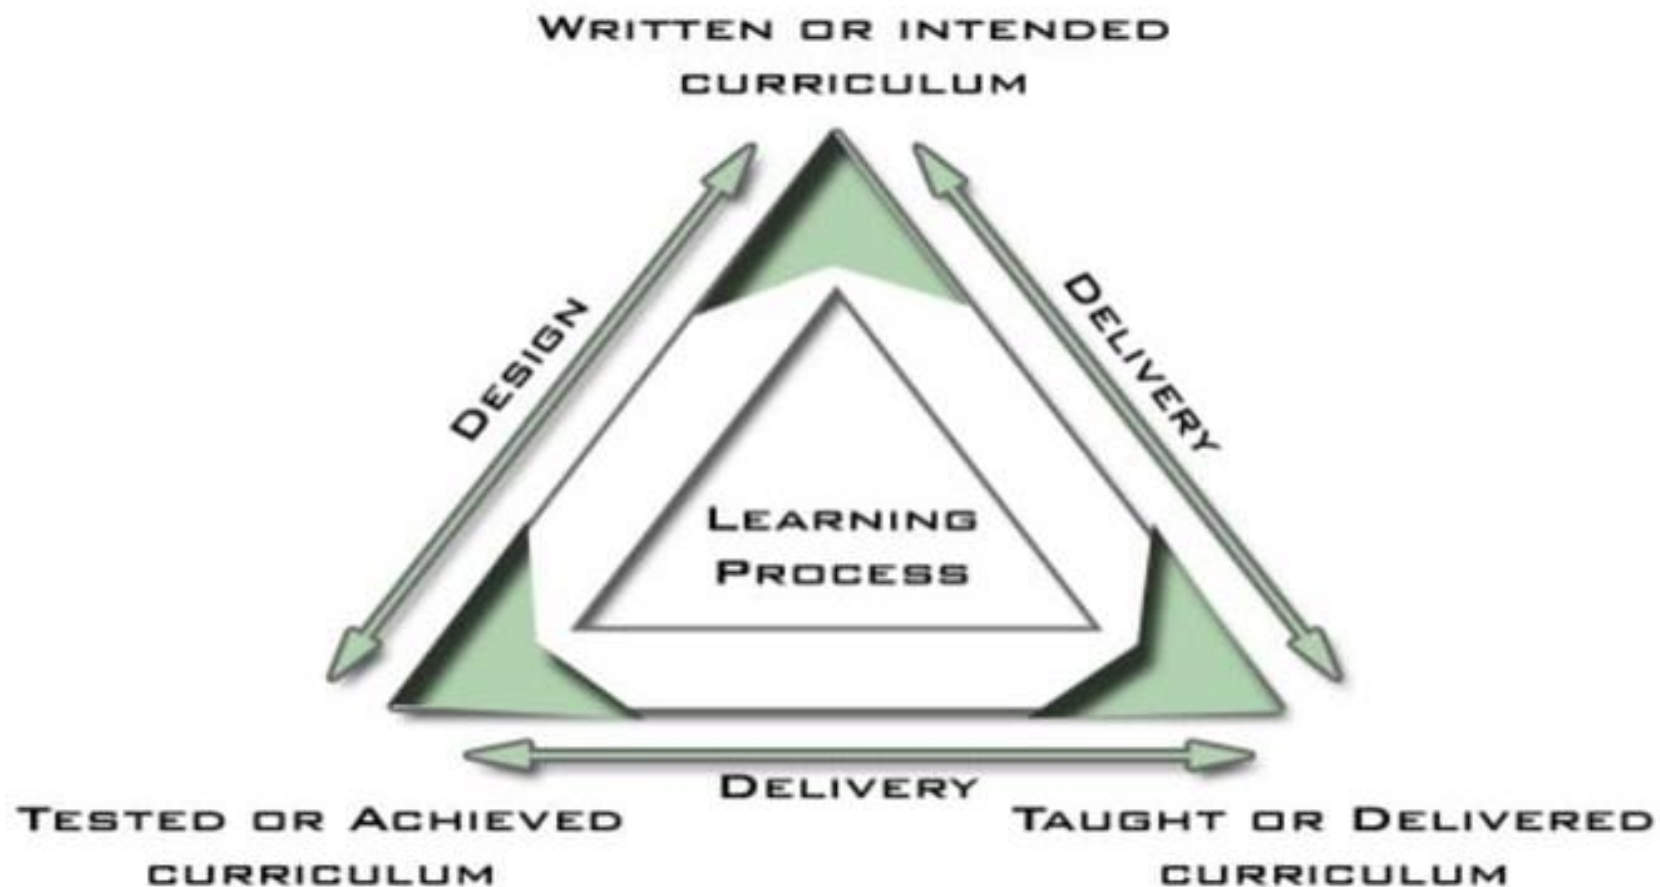 WRITTEN OR INTENDED
CURRICULUM
DESIGN
DELIVERY
LEARNING
PROCESS
DELIVERY
TESTED OR ACHIEVED
CURRICULUM
TAUGHT OR DELIVERED
CURRICULUM